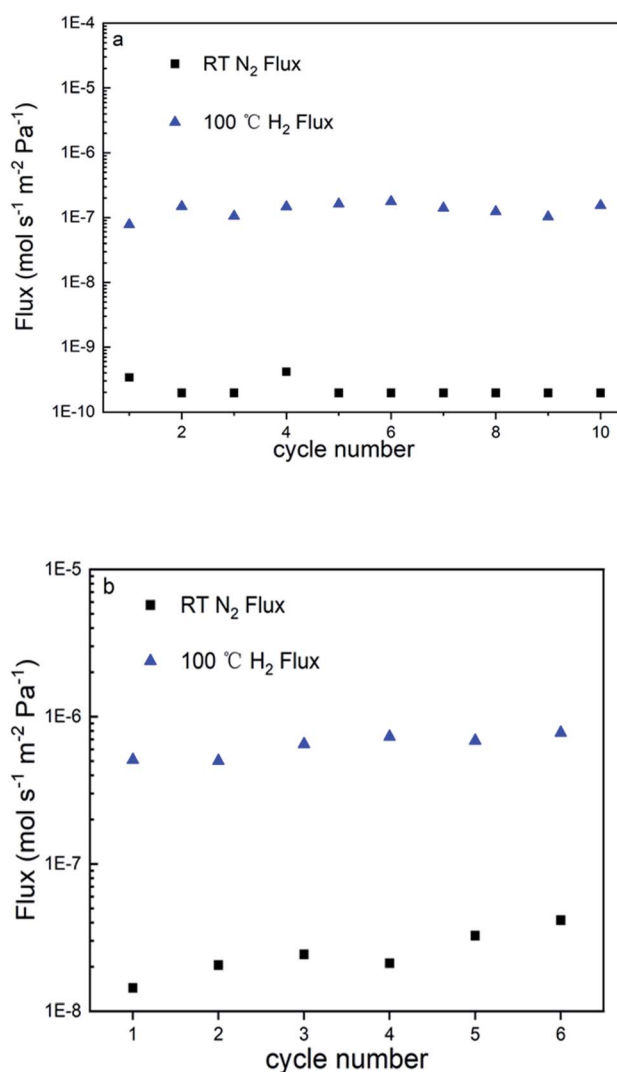 a
RT N₂ Flux
100 ℃ H₂ Flux
1E-4
1E-5
1E-6
1E-7
1E-8
1E-9
1E-10
Flux (mol s⁻¹ m⁻² Pa⁻¹)
2 4 6 8 10
cycle number
b
RT N₂ Flux
100 ℃ H₂ Flux
1E-5
1E-6
1E-7
1E-8
Flux (mol s⁻¹ m⁻² Pa⁻¹)
1 2 3 4 5 6
cycle number